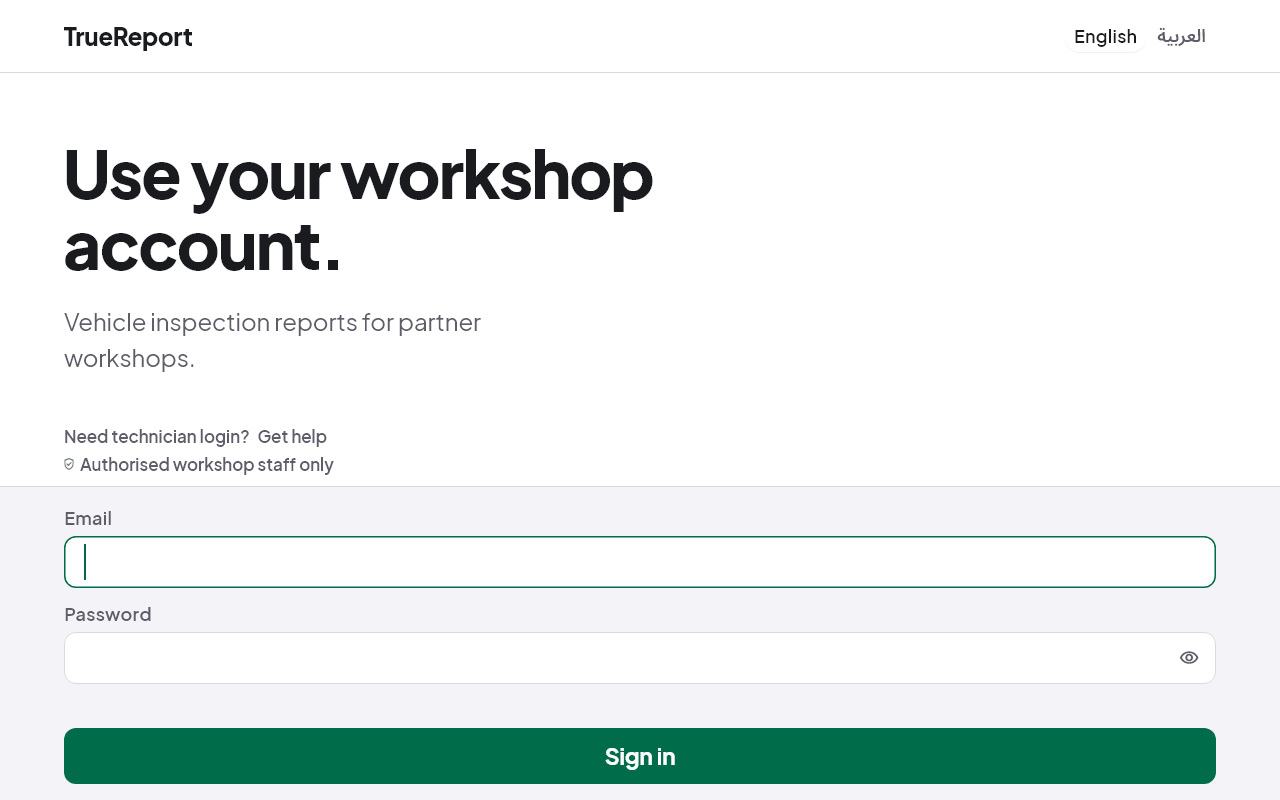 TrueReport
English العربية
Use your workshop
account.
Vehicle inspection reports for partner
workshops.
Need technician login? Get help
Authorised workshop staff only
Email
Password
Sign in